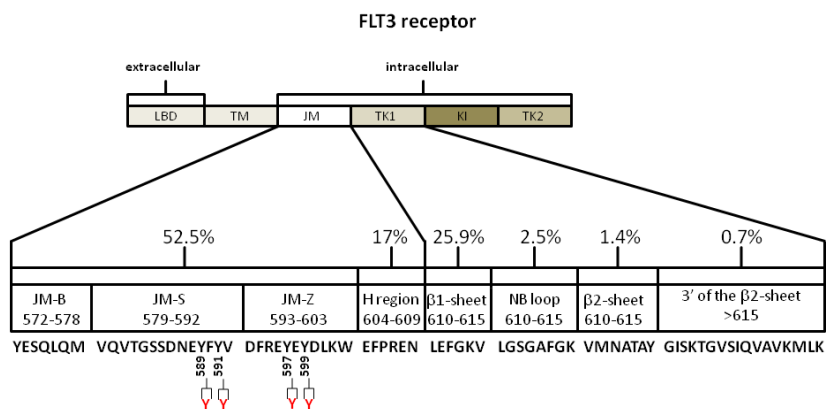 FLT3 receptor
extracellular intracellular
LBD TM JM TK1 KI TK2
52.5% 17% 25.9% 2.5% 1.4% 0.7%
JM-B JM-S JM-Z H region β1-sheet NB loop β2-sheet 3' of the β2-sheet
572-578 579-592 593-603 604-609 610-615 610-615 610-615 >615
YESQLQM VQVTGSSDNEYFYV DFREYEYDLKW EFPREN LEFGKV LGSGAFGK VMNATAY GISKTGVSIQVAVKMLK
589 591 597 599
Y Y Y Y